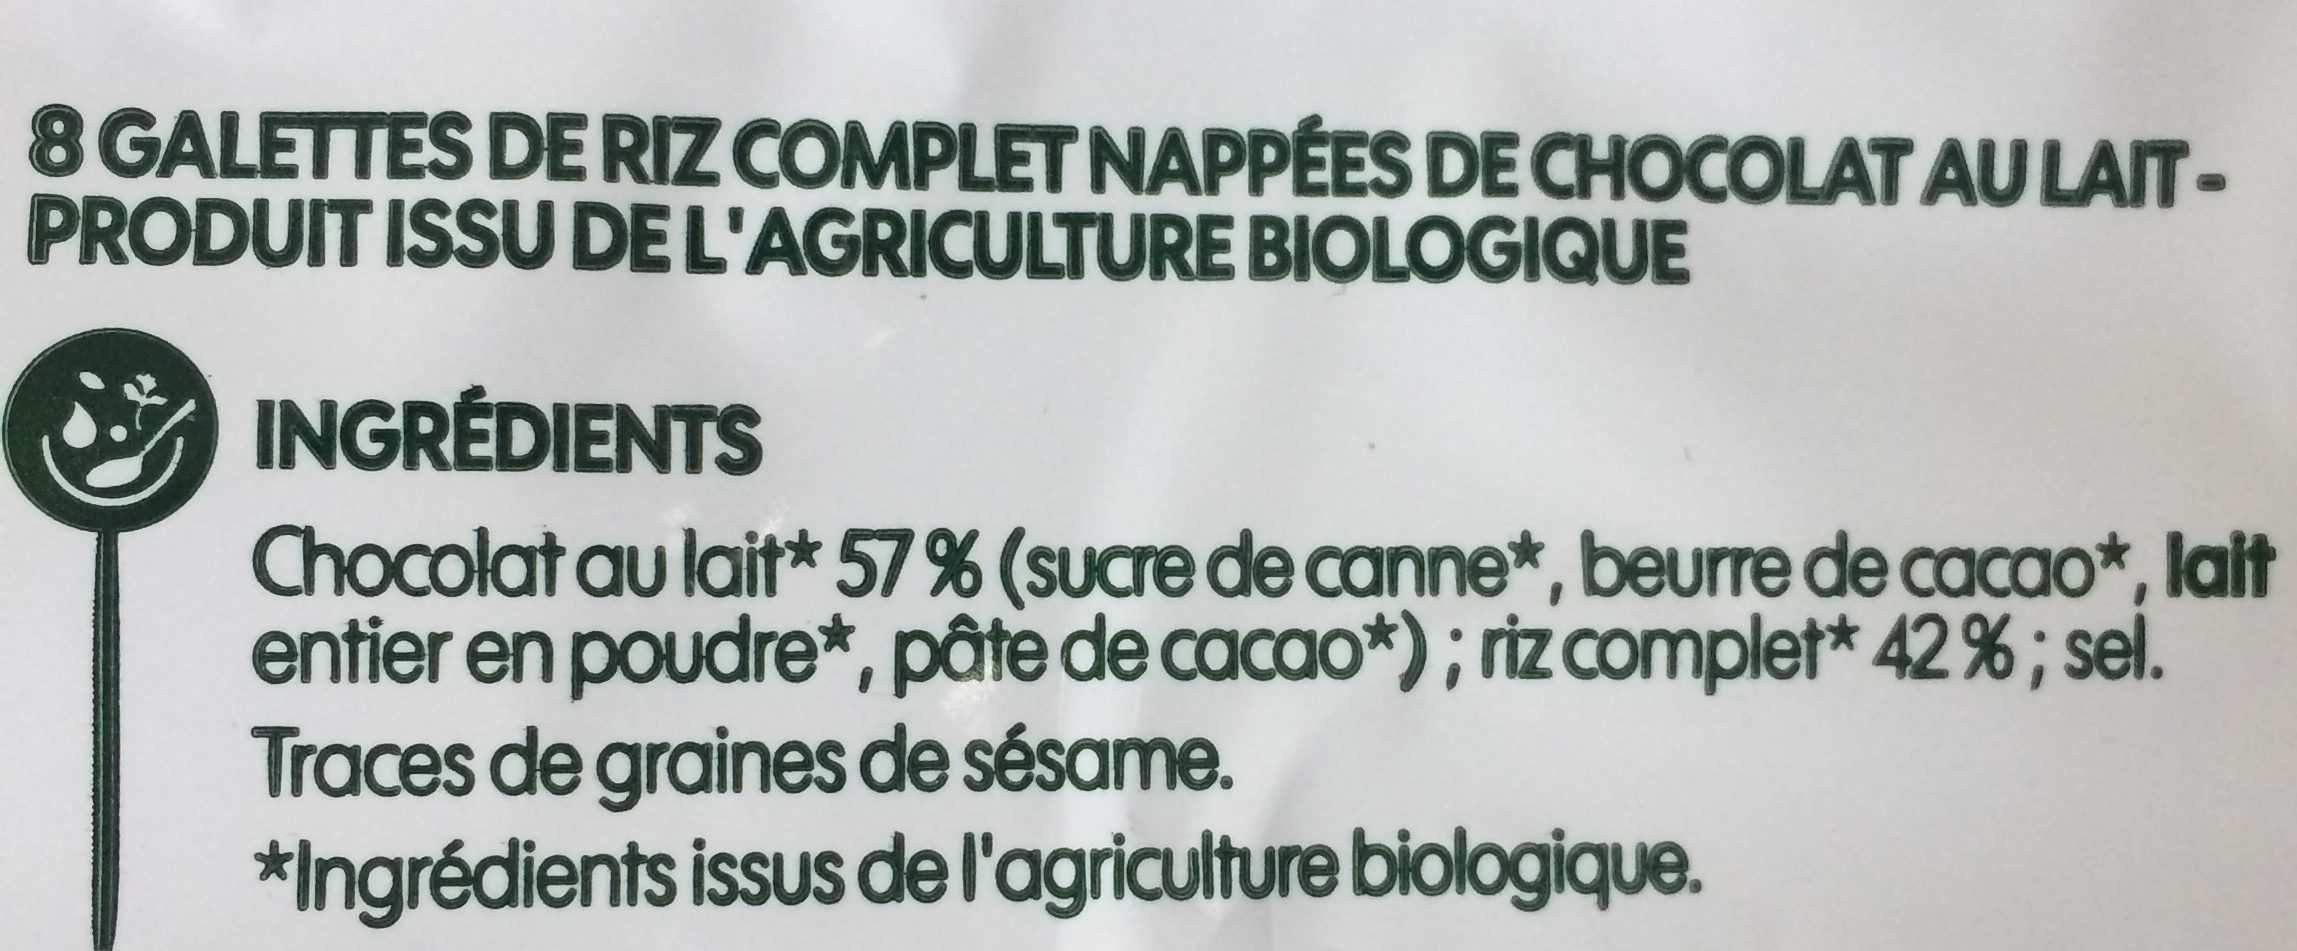 8 GALETTES DE RIZ COMPLET NAPPÉES DE CHOCOLAT AU LAIT -
PRODUIT ISSU DE L'AGRICULTURE BIOLOGIQUE
INGRÉDIENTS
Chocolat au lait* 57 % (sucre de canne*, beurre de cacao*, lait
entier en poudre*, pâte de cacao*) ; riz complet* 42 % ; sel.
Traces de graines de sésame.
*Ingrédients issus de l'agriculture biologique.